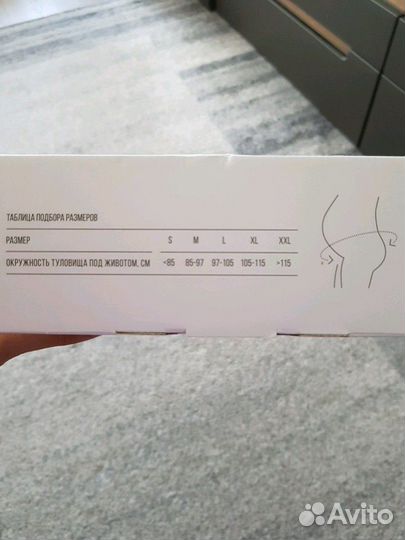 ТАБЛИЦА ПОДБОРА РАЗМЕРОВ
РАЗМЕР S M L XL XXL
ОКРУЖНОСТЬ ТУЛОВИЩА ПОД ЖИВОТОМ, СМ <85 85-97 97-105 105-115 >115
Avito